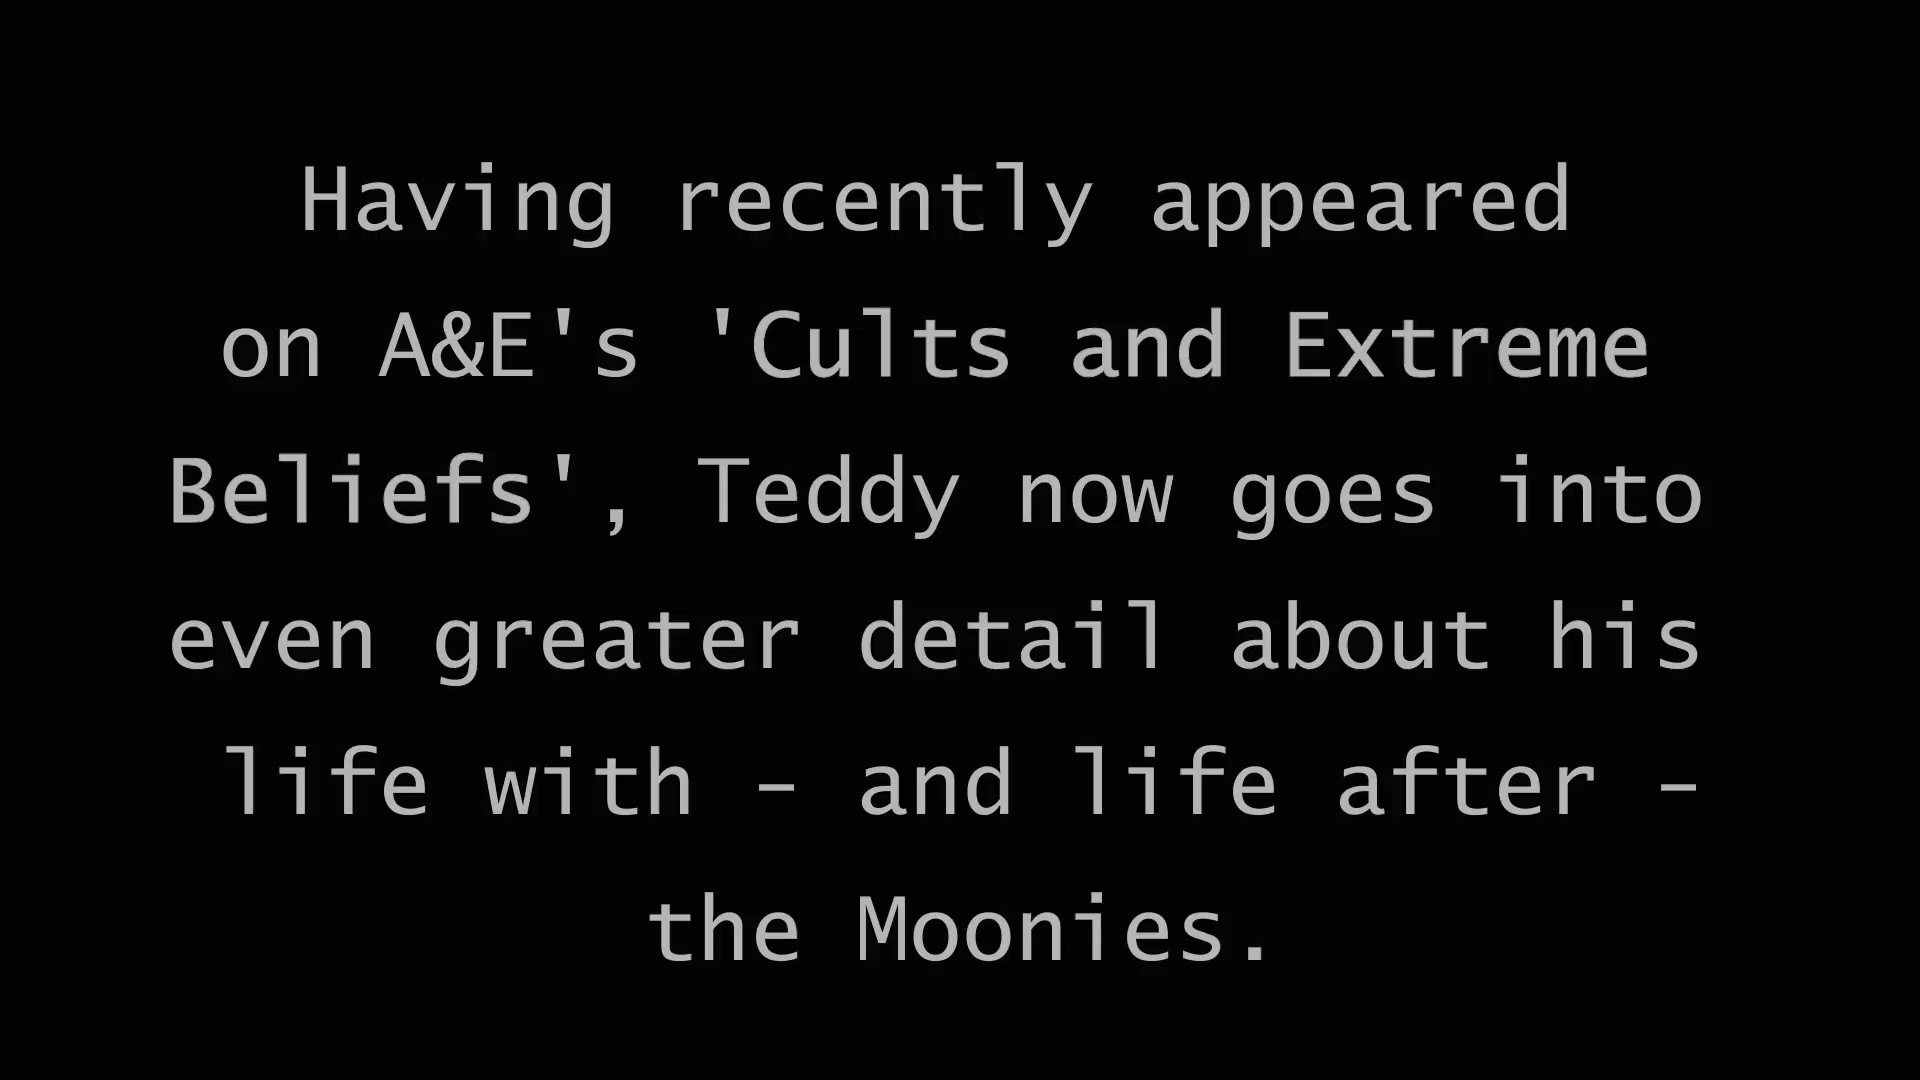 Having recently appeared
on A&E's 'Cults and Extreme
Beliefs', Teddy now goes into
even greater detail about his
life with - and life after -
the Moonies.